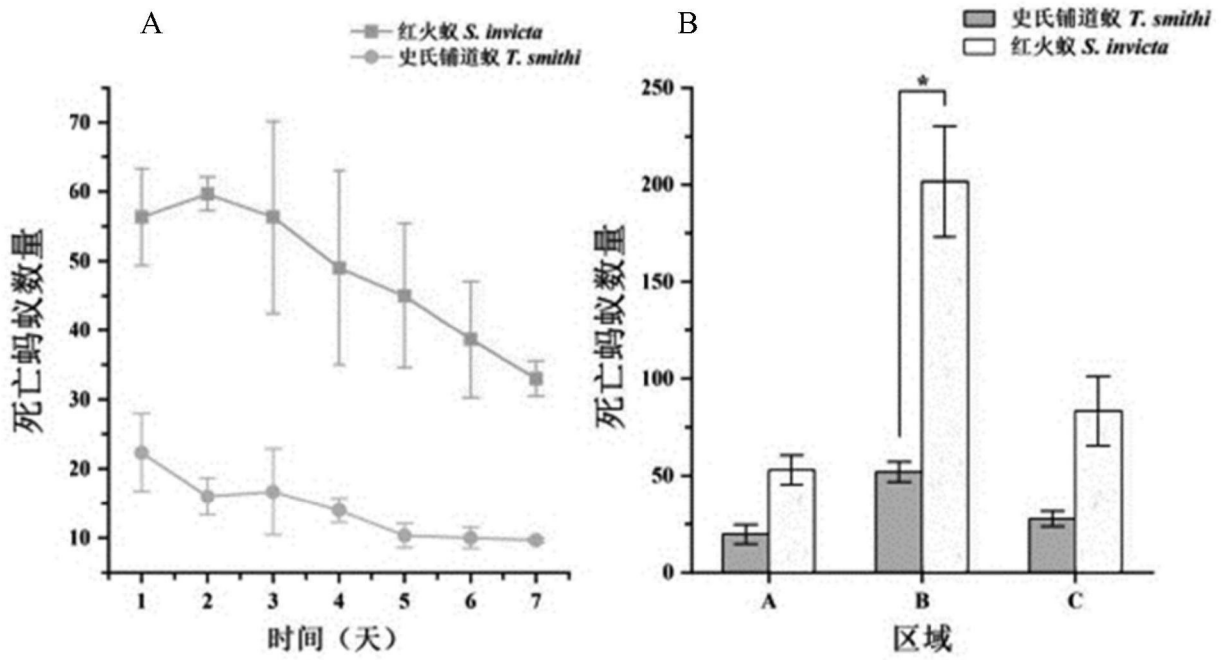 A
红火蚁 S. invicta
史氏铺道蚁 T. smithi
70
60
50
40
30
20
10
死亡蚂蚁数量
1 2 3 4 5 6 7
时间（天）
B
史氏铺道蚁 T. smithi
红火蚁 S. invicta
*
250
200
150
100
50
0
死亡蚂蚁数量
A B C
区域